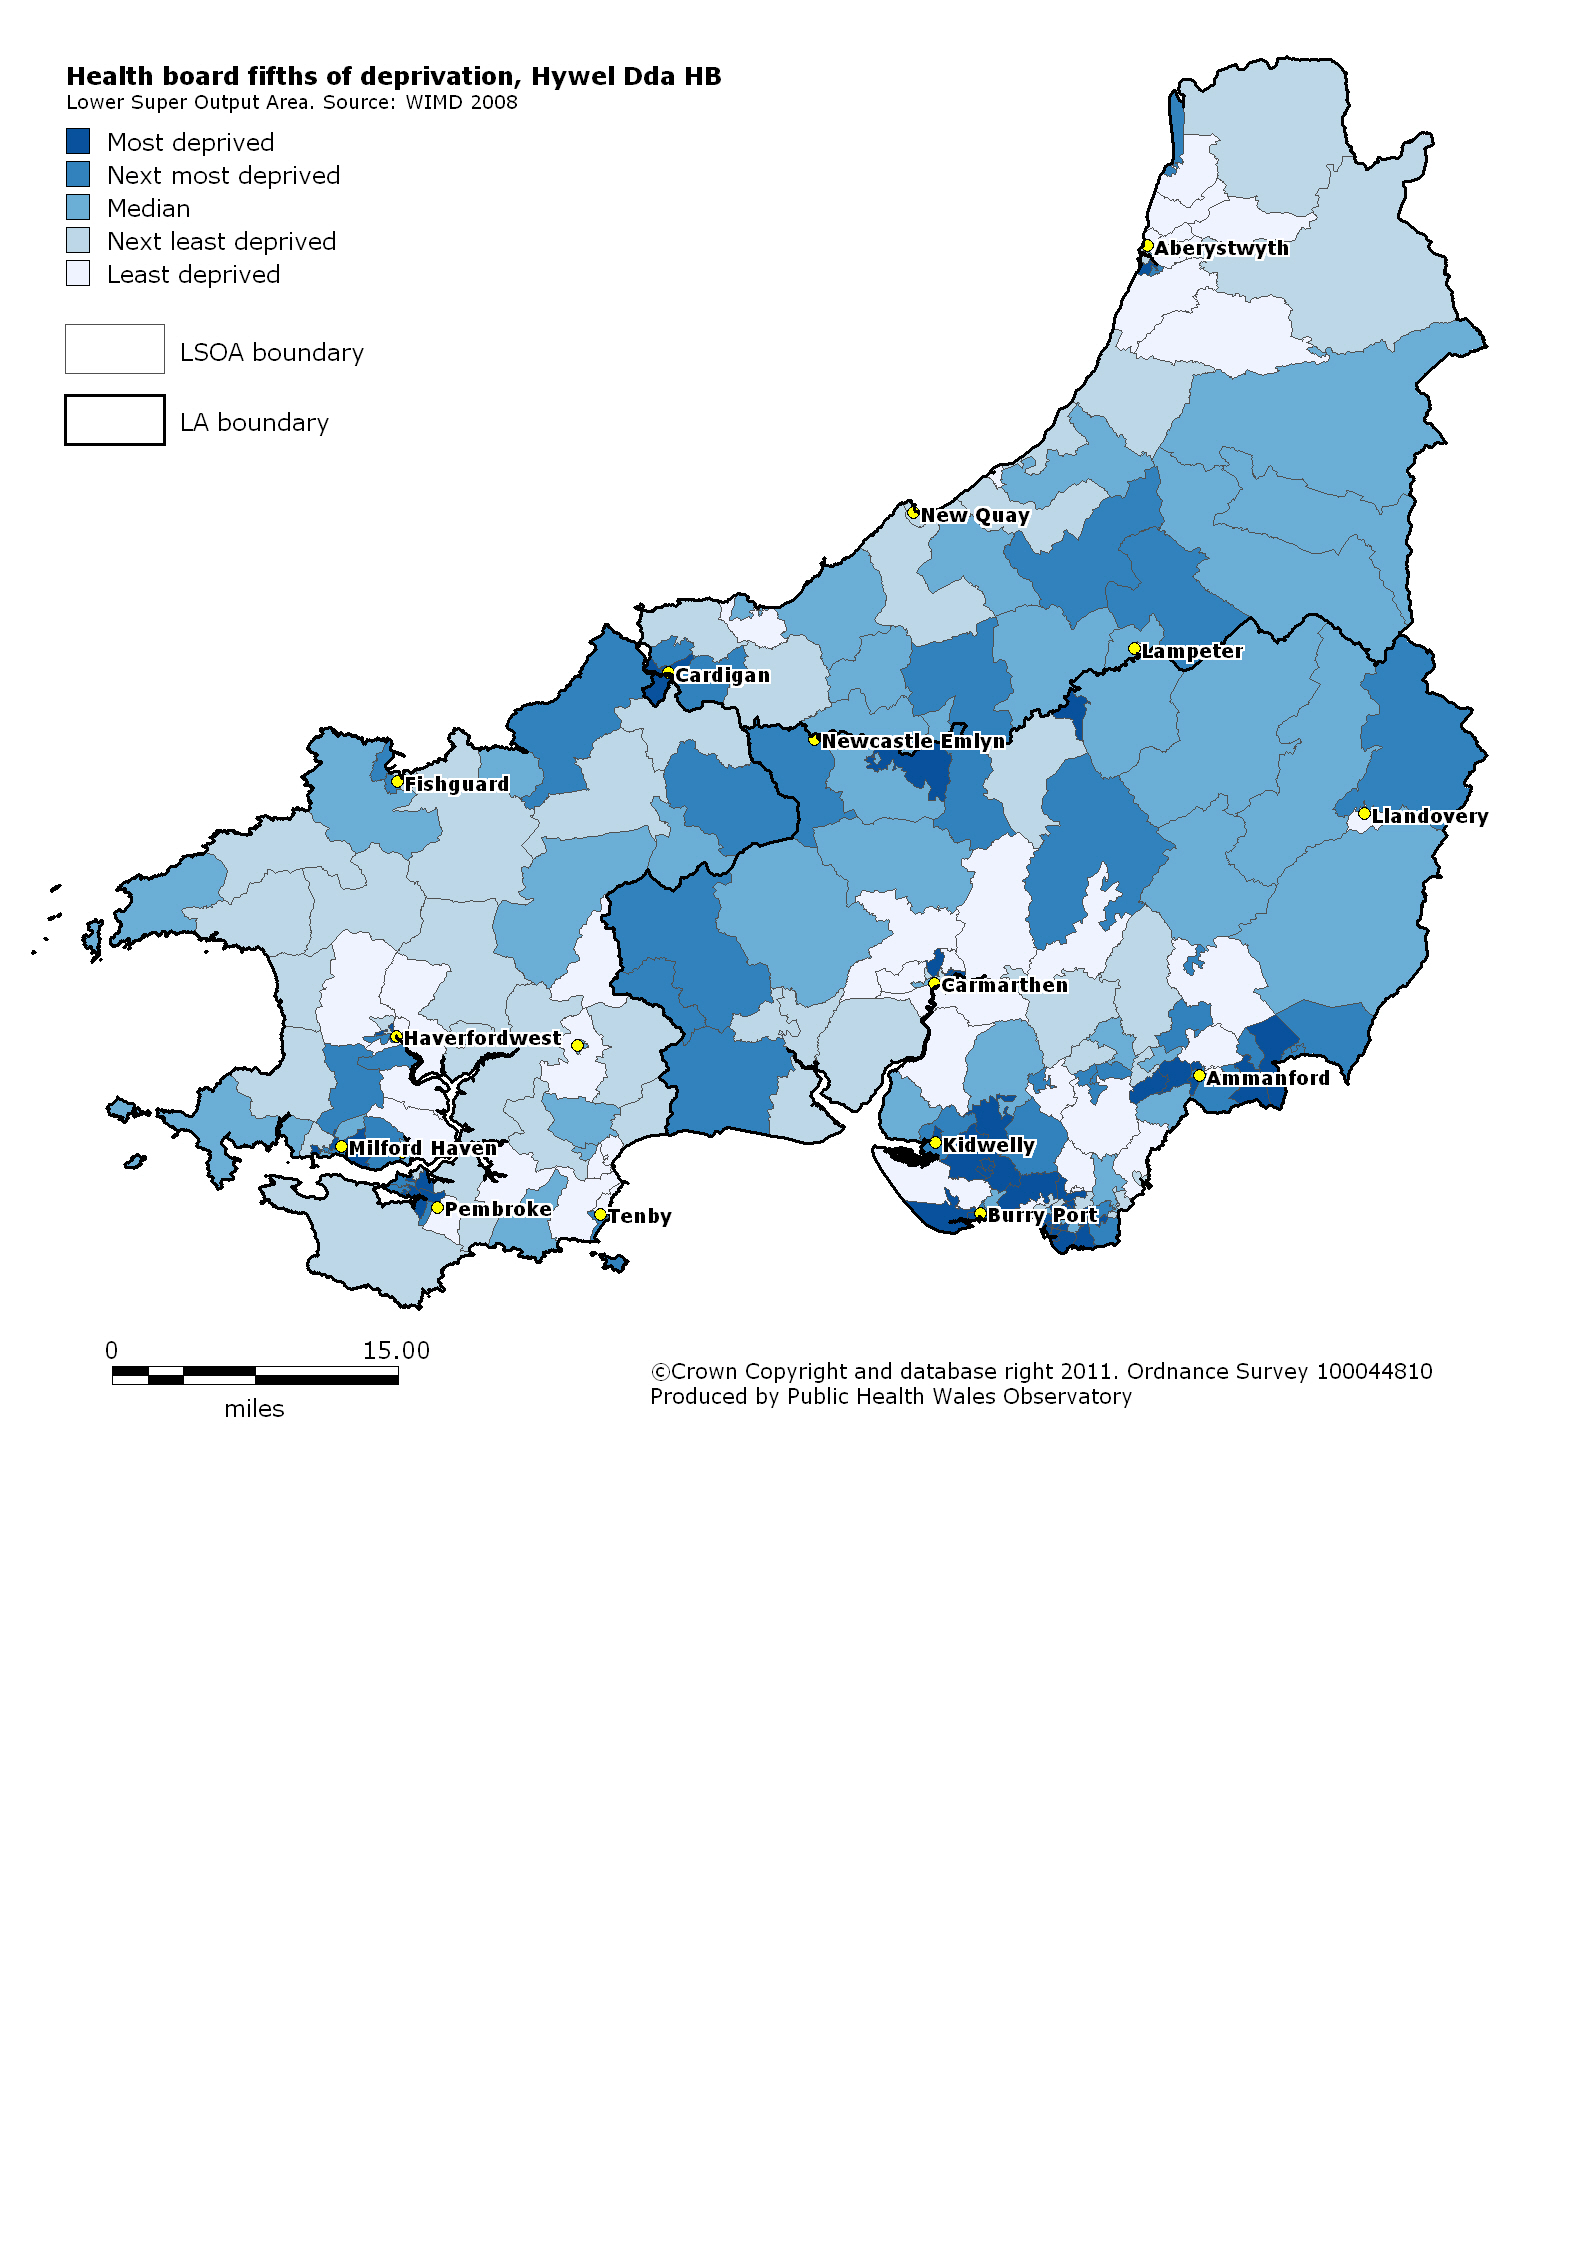 Health board fifths of deprivation, Hywel Dda HB
Lower Super Output Area. Source: WIMD 2008
Most deprived
Next most deprived
Median
Next least deprived
Least deprived
LSOA boundary
LA boundary
Aberystwyth
New Quay
Lampeter
Cardigan
Newcastle Emlyn
Fishguard
Llandovery
Carmarthen
Haverfordwest
Ammanford
Milford Haven
Kidwelly
Pembroke
Tenby
Burry Port
0 15.00
miles
©Crown Copyright and database right 2011. Ordnance Survey 100044810
Produced by Public Health Wales Observatory